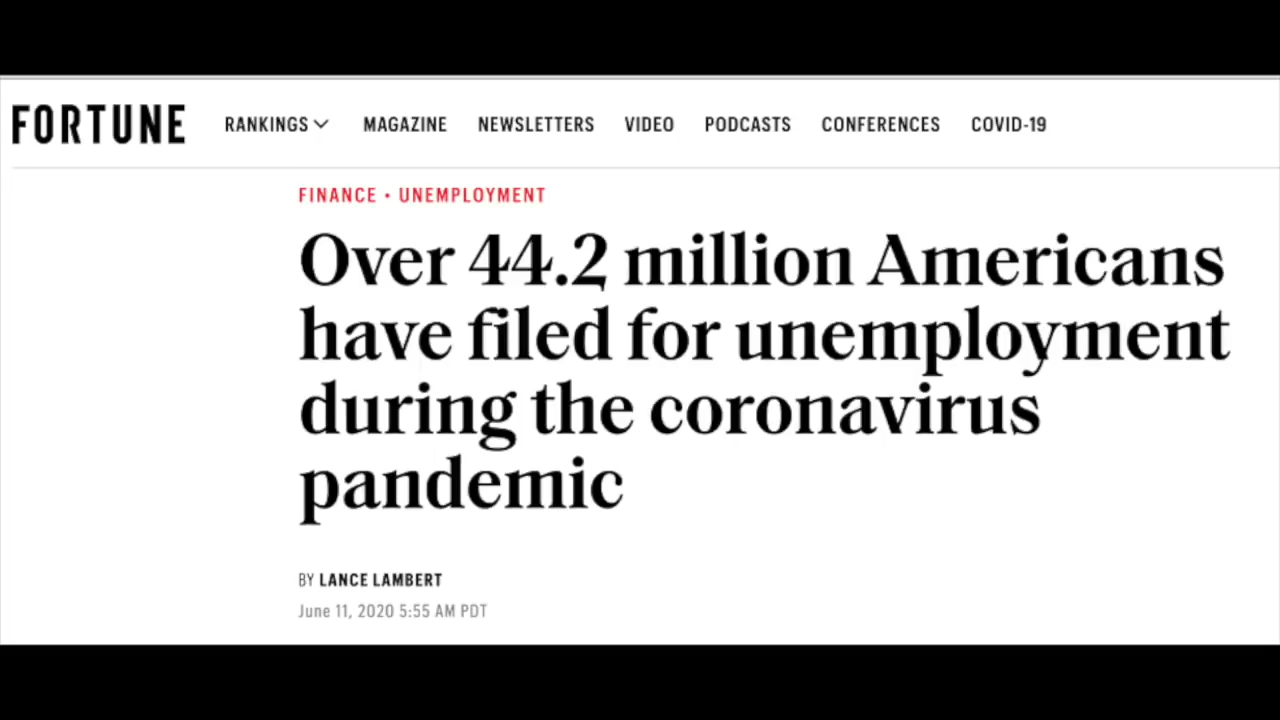 FORTUNE RANKINGS MAGAZINE NEWSLETTERS VIDEO PODCASTS CONFERENCES COVID-19
FINANCE • UNEMPLOYMENT
Over 44.2 million Americans
have filed for unemployment
during the coronavirus
pandemic
BY LANCE LAMBERT
June 11, 2020 5:55 AM PDT